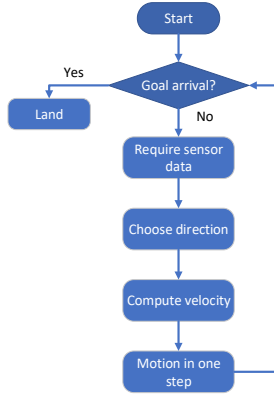 Start
Goal arrival?
Yes
No
Land
Require sensor
data
Choose direction
Compute velocity
Motion in one
step